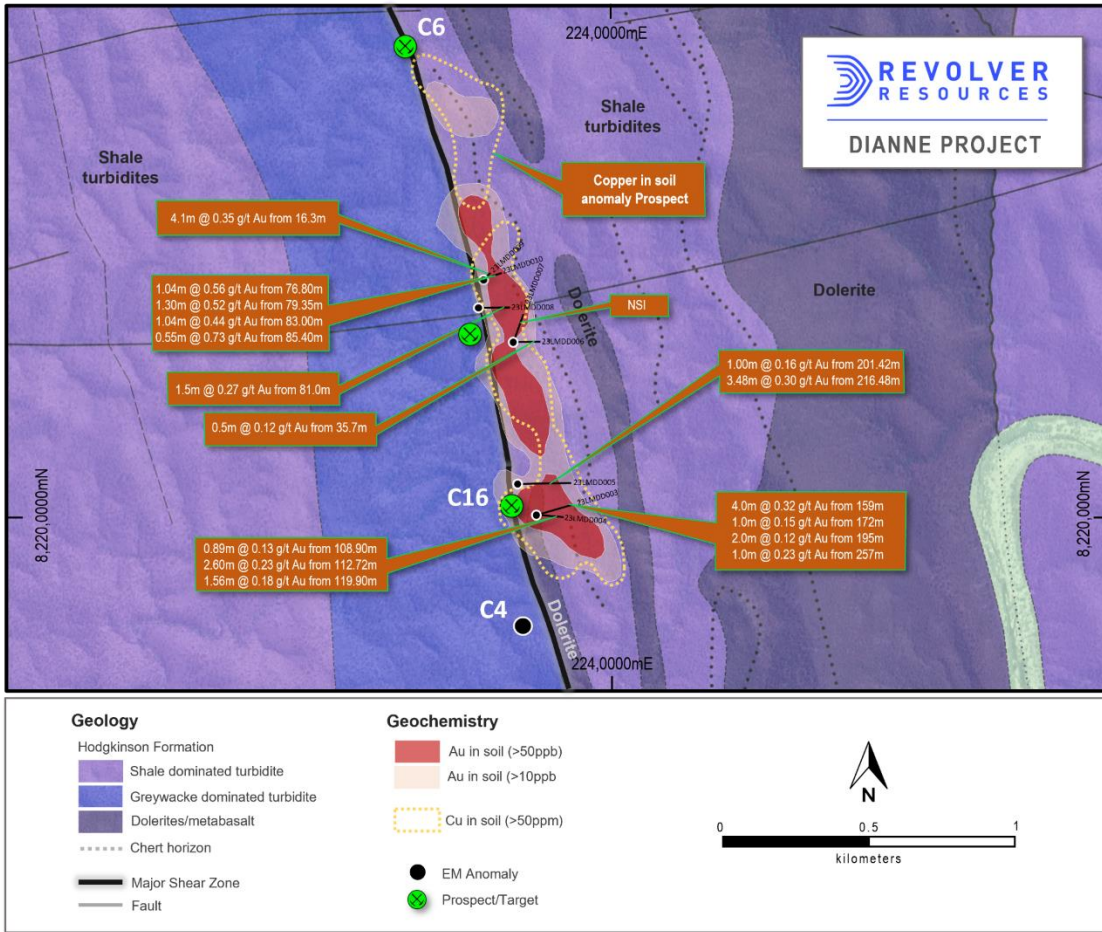 C6
224,0000mE
REVOLVER
RESOURCES
DIANNE PROJECT
Shale
turbidites
Shale
turbidites
Copper in soil
anomaly Prospect
4.1m @ 0.35 g/t Au from 16.3m
23LMDD010
23LMDD007
1.04m @ 0.56 g/t Au from 76.80m
1.30m @ 0.52 g/t Au from 79.35m
1.04m @ 0.44 g/t Au from 83.00m
0.55m @ 0.73 g/t Au from 85.40m
Dolerite
Dolerite
23LMDD008
NSI
23LMDD006
1.5m @ 0.27 g/t Au from 81.0m
1.00m @ 0.16 g/t Au from 201.42m
3.48m @ 0.30 g/t Au from 216.48m
0.5m @ 0.12 g/t Au from 35.7m
8,220,000mN
C16
23LMDD005
23LMDD003
23LMDD004
4.0m @ 0.32 g/t Au from 159m
1.0m @ 0.15 g/t Au from 172m
2.0m @ 0.12 g/t Au from 195m
1.0m @ 0.23 g/t Au from 257m
8,220,000mN
0.89m @ 0.13 g/t Au from 108.90m
2.60m @ 0.23 g/t Au from 112.72m
1.56m @ 0.18 g/t Au from 119.90m
C4
Dolerite
224,0000mE
Geology
Hodgkinson Formation
Shale dominated turbidite
Greywacke dominated turbidite
Dolerites/metabasalt
Chert horizon
Major Shear Zone
Fault
Geochemistry
Au in soil (>50ppb)
Au in soil (>10ppb
Cu in soil (>50ppm)
EM Anomaly
Prospect/Target
N
0 0.5 1
kilometers